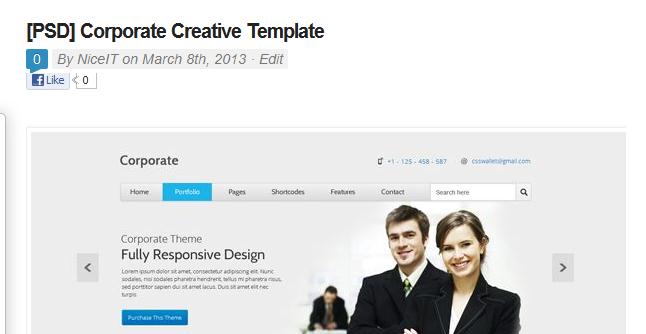 [PSD] Corporate Creative Template
0 By NiceIT on March 8th, 2013 · Edit
Like 0
Corporate +1 - 125 - 458 - 587 @ csswallet@gmail.com
Home Portfolio Pages Shortcodes Features Contact Search here
Corporate Theme
Fully Responsive Design
Lorem ipsum dolor sit amet, consectetur adipiscing elit. Nunc
sodales, nisi sodales pharetra hendrerit, tellus mi pharetra risus,
sed porttitor sapien dui sit amet lacus. Duis sit amet elit nec
turpis
Purchase This Theme